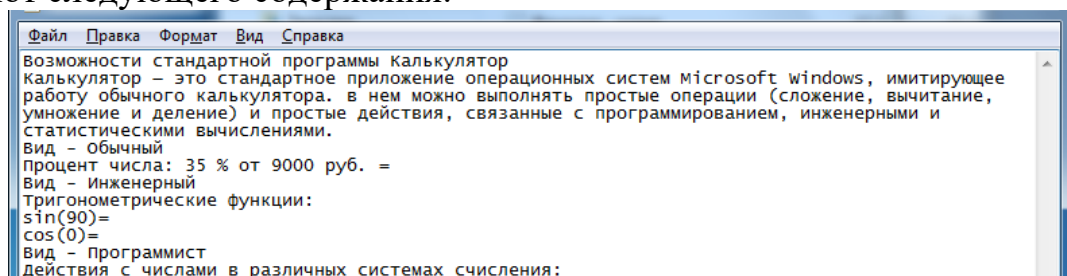 следующего содержания:
Файл Правка Формат Вид Справка
Возможности стандартной программы Калькулятор
Калькулятор – это стандартное приложение операционных систем Microsoft Windows, имитирующее
работу обычного калькулятора. В нем можно выполнять простые операции (сложение, вычитание,
умножение и деление) и простые действия, связанные с программированием, инженерными и
статистическими вычислениями.
Вид – Обычный
Процент числа: 35 % от 9000 руб. =
Вид – Инженерный
Тригонометрические функции:
sin(90)=
cos(0)=
Вид – Программист
Действия с числами в различных системах счисления: